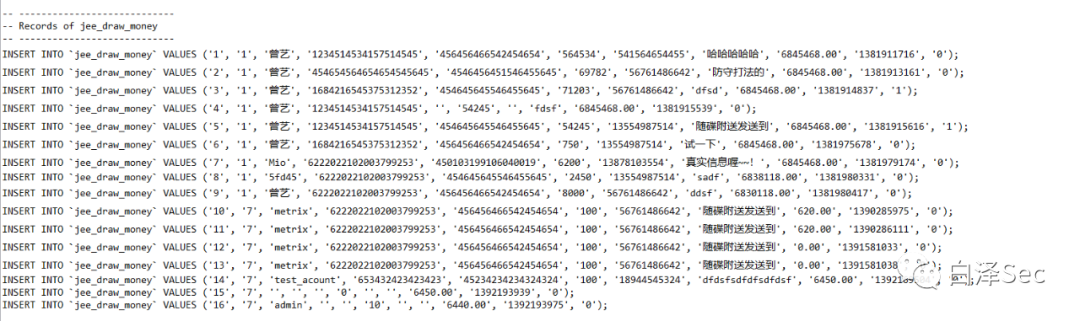 -- ----------------------------
-- Records of jee_draw_money
-- ----------------------------
INSERT INTO `jee_draw_money` VALUES ('1', '1', '曾艺', '1234514534157514545', '456456466542454654', '564534', '541564654455', '哈哈哈哈哈', '6845468.00', '1381911716', '0');
INSERT INTO `jee_draw_money` VALUES ('2', '1', '曾艺', '454654564654654545645', '4546456451546455645', '69782', '56761486642', '防守打法的', '6845468.00', '1381913161', '0');
INSERT INTO `jee_draw_money` VALUES ('3', '1', '曾艺', '1684216545375312352', '454645655546455645', '71203', '56761486642', 'dfsd', '6845468.00', '1381914837', '1');
INSERT INTO `jee_draw_money` VALUES ('4', '1', '曾艺', '1234514534157514545', '', '54245', '', 'fdsf', '6845468.00', '1381915539', '0');
INSERT INTO `jee_draw_money` VALUES ('5', '1', '曾艺', '1234514534157514545', '454645655546455645', '54245', '13554987514', '随碟附送发送到', '6845468.00', '1381915616', '1');
INSERT INTO `jee_draw_money` VALUES ('6', '1', '曾艺', '1684216545375312352', '454645645546455645', '750', '13554987514', '试一下', '6845468.00', '1381975678', '0');
INSERT INTO `jee_draw_money` VALUES ('7', '1', 'Mio', '6222022102003799253', '450103199106040019', '6200', '13878103554', '真实信息喔~~！', '6845468.00', '1381979174', '0');
INSERT INTO `jee_draw_money` VALUES ('8', '1', '5fd45', '6222022102003799253', '454645645546455645', '2450', '13554987514', 'sadf', '6838118.00', '1381980331', '0');
INSERT INTO `jee_draw_money` VALUES ('9', '1', '曾艺', '6222022102003799253', '456456466542454654', '8000', '56761486642', 'ddsf', '6830118.00', '1381980417', '0');
INSERT INTO `jee_draw_money` VALUES ('10', '7', 'metrix', '6222022102003799253', '456456466542454654', '100', '56761486642', '随碟附送发送到', '620.00', '1390285975', '0');
INSERT INTO `jee_draw_money` VALUES ('11', '7', 'metrix', '6222022102003799253', '456456466542454654', '100', '56761486642', '随碟附送发送到', '620.00', '1390286111', '0');
INSERT INTO `jee_draw_money` VALUES ('12', '7', 'metrix', '6222022102003799253', '456456466542454654', '100', '56761486642', '随碟附送发送到', '0.00', '1391581033', '0');
INSERT INTO `jee_draw_money` VALUES ('13', '7', 'metrix', '6222022102003799253', '456456466542454654', '100', '56761486642', '随碟附送发送到', '0.00', '1391581038', '0');
INSERT INTO `jee_draw_money` VALUES ('14', '7', 'test_acount', '653432423423423', '45234234234324324', '100', '18944545324', 'dfdsfsdfdfsdfdsf', '6450.00',
INSERT INTO `jee_draw_money` VALUES ('15', '7', '', '', '', '0', '', '', '6450.00', '1392193939', '0');
INSERT INTO `jee_draw_money` VALUES ('16', '7', 'admin', '', '', '10', '', '', '6440.00', '1392193975', '0');
白泽Sec